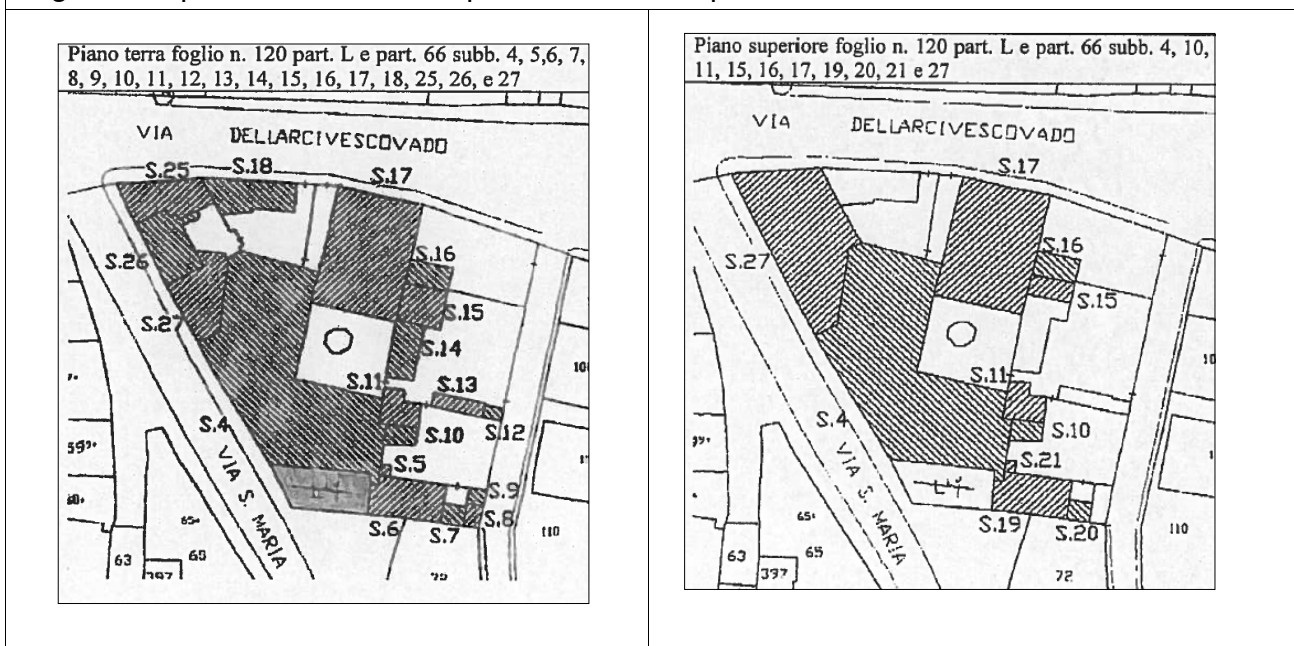 Piano terra foglio n. 120 part. L e part. 66 subb. 4, 5,6, 7,
8, 9, 10, 11, 12, 13, 14, 15, 16, 17, 18, 25, 26, e 27
VIA DELLARCIVESCOVADO
S.25
S.18
S.17
S.16
S.26
S.15
S.27
S.14
S.11
S.13
S.4
S.10
S.12
S.5
S.9
S.6
S.7
S.8
VIA S. MARIA
65
63
397
110
Piano superiore foglio n. 120 part. L e part. 66 subb. 4, 10,
11, 15, 16, 17, 19, 20, 21 e 27
VIA DELLARCIVESCOVADO
S.17
S.16
S.27
S.15
S.11
S.4
S.10
S.21
S.19
S.20
VIA S. MARIA
65
63
397
72
110